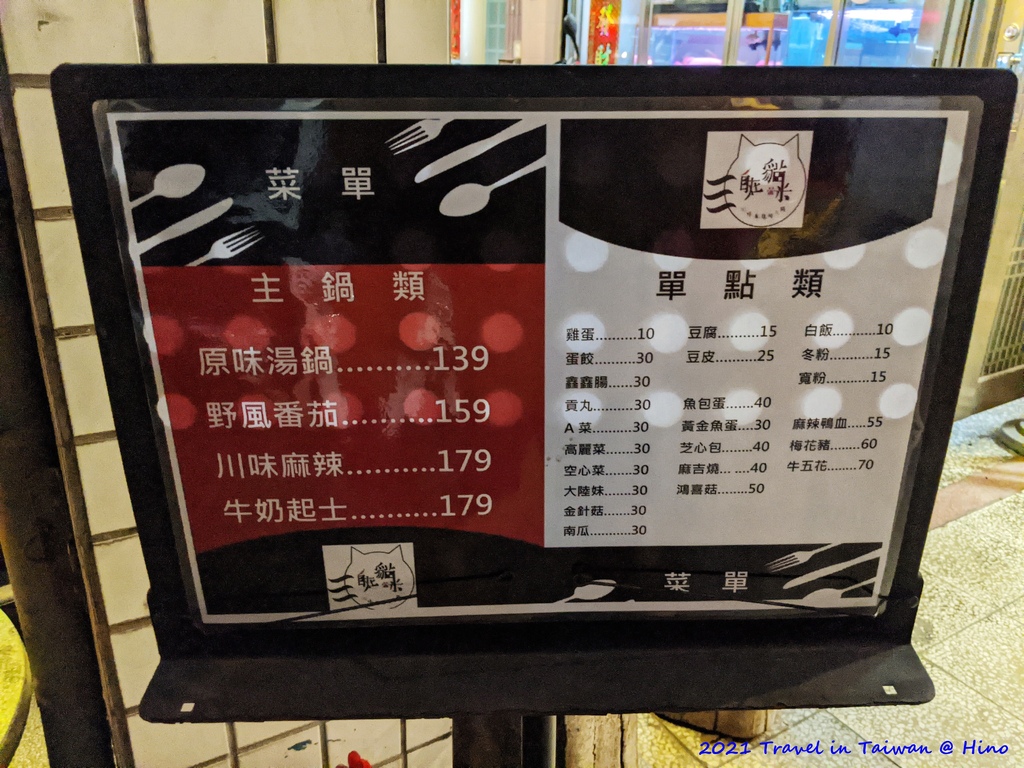 菜 單
主 鍋 類
原味湯鍋...........139
野風番茄...........159
川味麻辣...........179
牛奶起士...........179
貓米
三
單 點 類
雞蛋..........10
蛋餃..........30
鑫鑫腸......30
貢丸..........30
A 菜..........30
高麗菜.......30
空心菜.......30
大陸妹.......30
金針菇.......30
南瓜..........30
豆腐..........15
豆皮..........25
魚包蛋.......40
黃金魚蛋....30
芝心包.......40
麻吉燒... ....40
鴻喜菇........50
白飯...........10
冬粉...........15
寬粉...........15
麻辣鴨血.....55
梅花豬........60
牛五花........70
菜 單
2021 Travel in Taiwan @ Hino